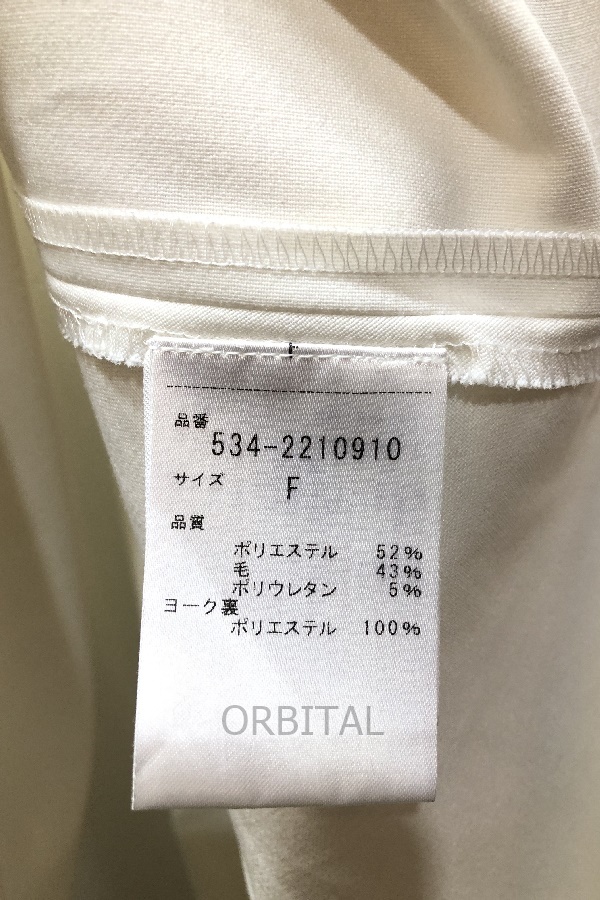 品番
534-2210910
サイズ F
品質
ポリエステル 52%
毛 43%
ポリウレタン 5%
ヨーク裏
ポリエステル 100%
ORBITAL